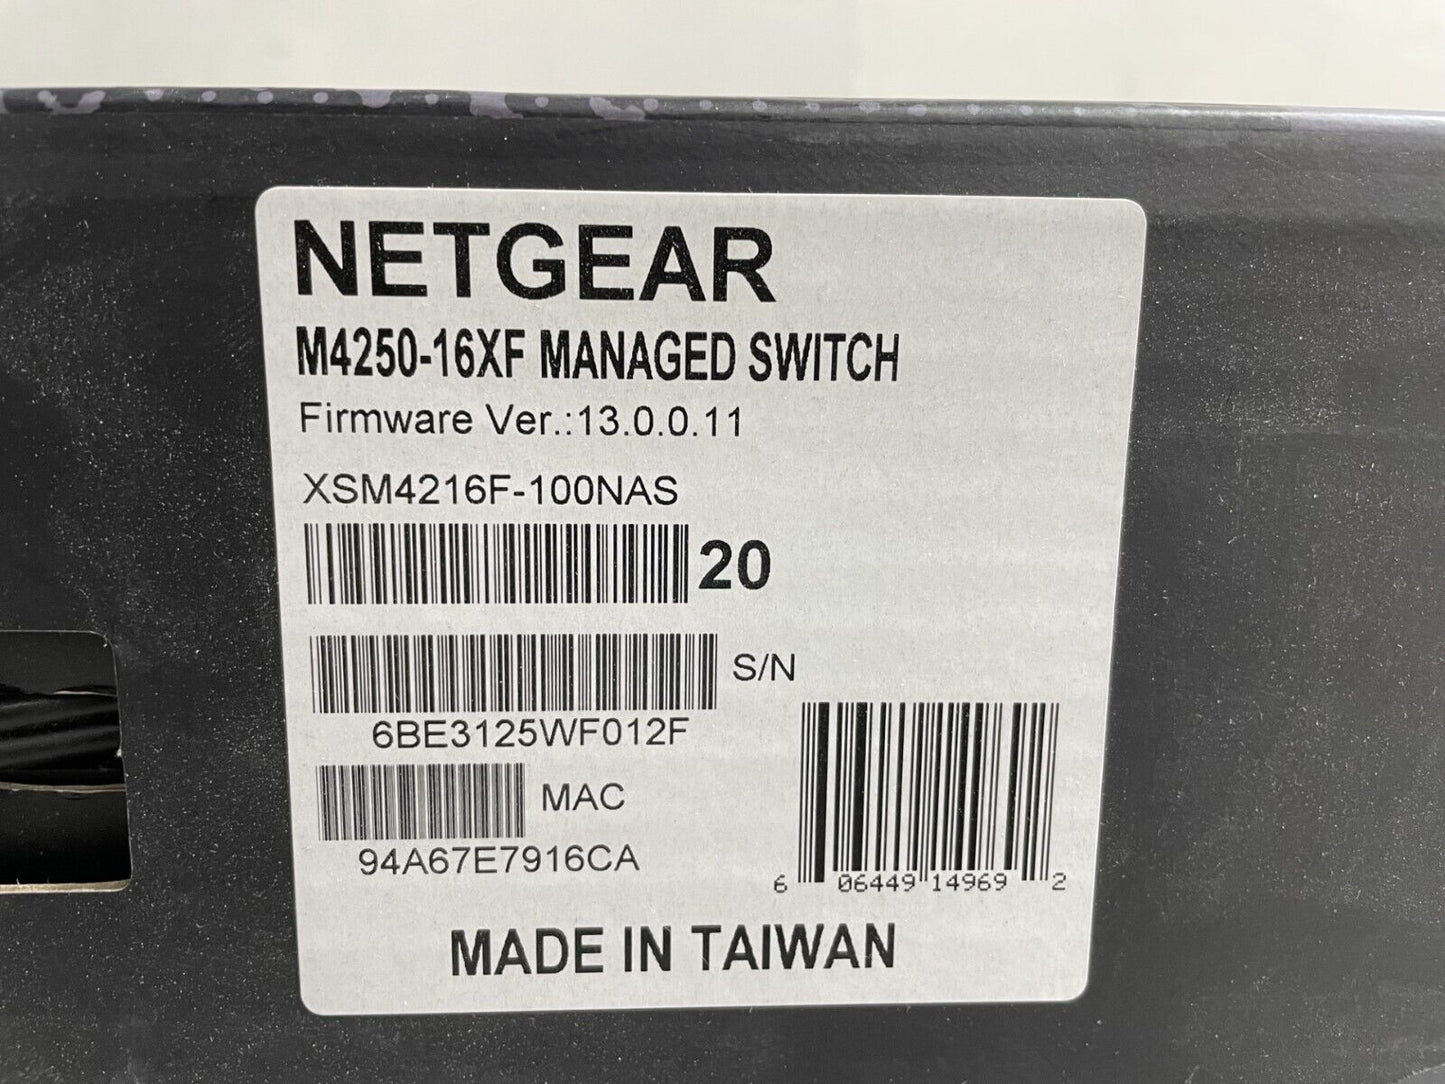 NETGEAR
M4250-16XF MANAGED SWITCH
Firmware Ver.:13.0.0.11
XSM4216F-100NAS
20
S/N
6BE3125WF012F
MAC
94A67E7916CA
6 06449 14969 2
MADE IN TAIWAN